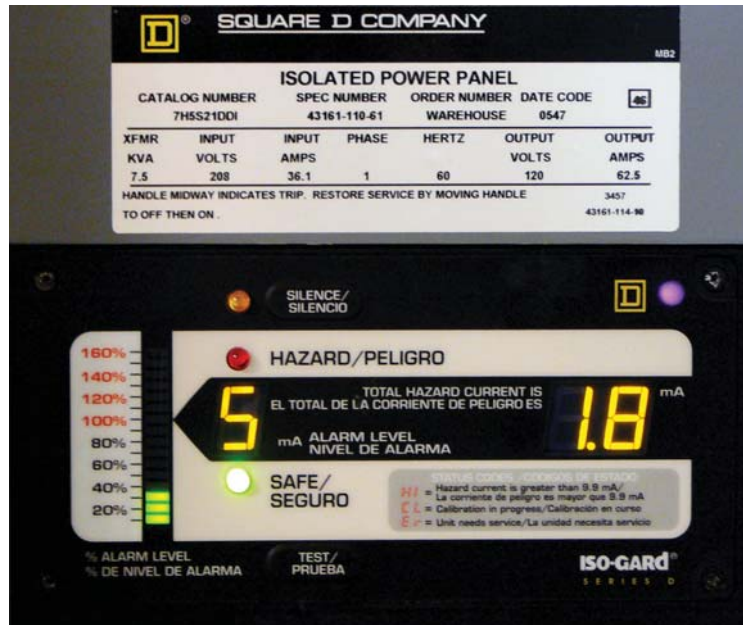 D® SQUARE D COMPANY
MB2
ISOLATED POWER PANEL
CATALOG NUMBER SPEC NUMBER ORDER NUMBER DATE CODE 46
7H5S21DDI 43161-110-61 WAREHOUSE 0547
XFMR INPUT INPUT PHASE HERTZ OUTPUT OUTPUT
KVA VOLTS AMPS VOLTS AMPS
7.5 208 36.1 1 60 120 62.5
HANDLE MIDWAY INDICATES TRIP. RESTORE SERVICE BY MOVING HANDLE 3457
TO OFF THEN ON . 43161-114-90
SILENCE/
SILENCIO
D
160%
140%
120%
100%
80%
60%
40%
20%
HAZARD/PELIGRO
5
TOTAL HAZARD CURRENT IS
EL TOTAL DE LA CORRIENTE DE PELIGRO ES
1.8 mA
mA ALARM LEVEL
NIVEL DE ALARMA
SAFE/
SEGURO
STATUS CODES / CODIGOS DE ESTADO
HI = Hazard current is greater than 9.9 mA/
La corriente de peligro es mayor que 9.9 mA
CL = Calibration in progress/Calibración en curso
Er = Unit needs service/La unidad necesita servicio
% ALARM LEVEL
% DE NIVEL DE ALARMA
TEST/
PRUEBA
ISO-GARD®
SERIES D